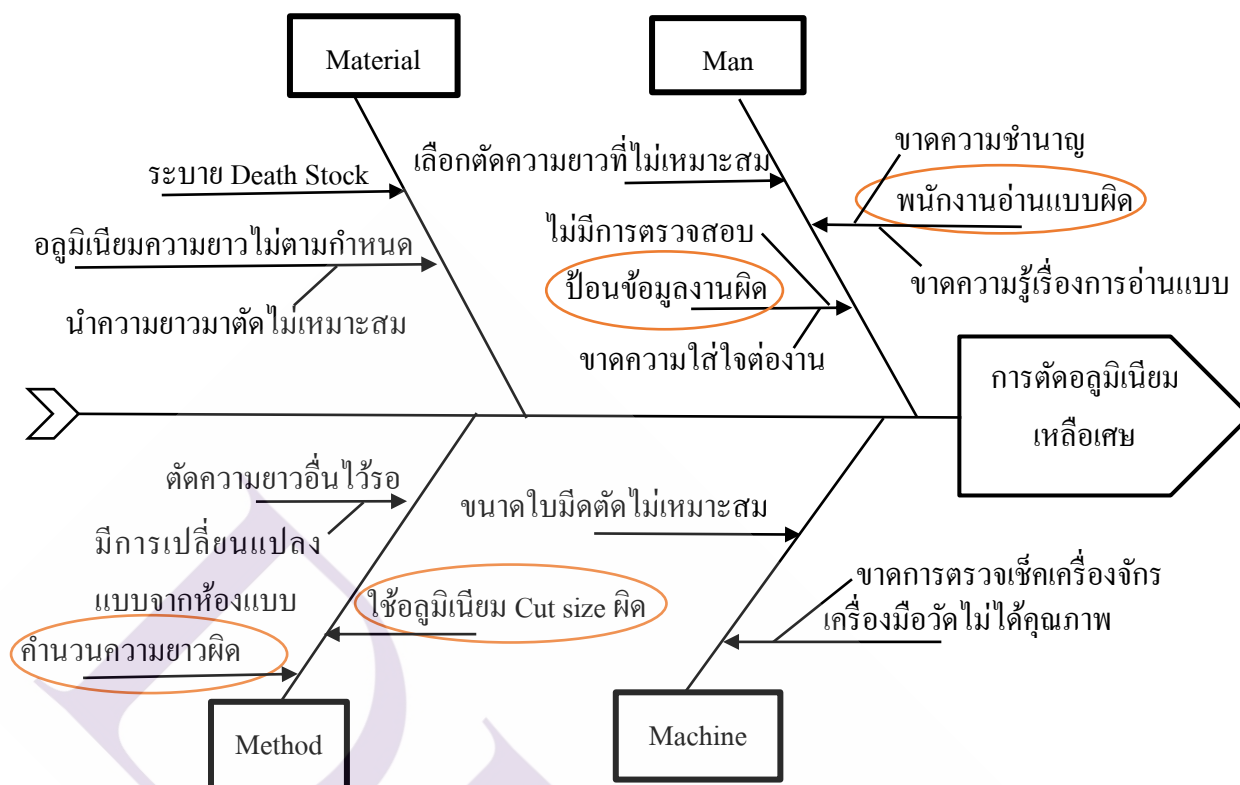 Material
Man
ขาดความชำนาญ
เลือกตัดความยาวที่ไม่เหมาะสม
ระบาย Death Stock
พนักงานอ่านแบบผิด
ไม่มีการตรวจสอบ
อลูมิเนียมความยาวไม่ตามกำหนด
ขาดความรู้เรื่องการอ่านแบบ
ป้อนข้อมูลงานผิด
นำความยาวมาตัดไม่เหมาะสม
ขาดความใส่ใจต่องาน
การตัดอลูมิเนียม
เหลือเศษ
ตัดความยาวอื่นไว้รอ
ขนาดใบมีดตัดไม่เหมาะสม
มีการเปลี่ยนแปลง
แบบจากห้องแบบ
ใช้อลูมิเนียม Cut size ผิด
ขาดการตรวจเช็คเครื่องจักร
เครื่องมือวัดไม่ได้คุณภาพ
คำนวนความยาวผิด
Method
Machine